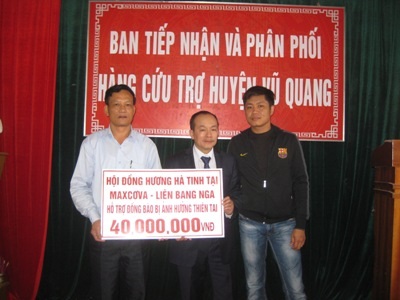 BAN TIẾP NHẬN VÀ PHÂN PHỐI
HÀNG CỨU TRỢ HUYỆN VŨ QUANG
HỘI ĐỒNG HƯƠNG HÀ TĨNH TẠI
MAXCƠVA - LIÊN BANG NGA
HỖ TRỢ ĐỒNG BÀO BỊ ẢNH HƯỞNG THIÊN TAI
40,000,000VNĐ